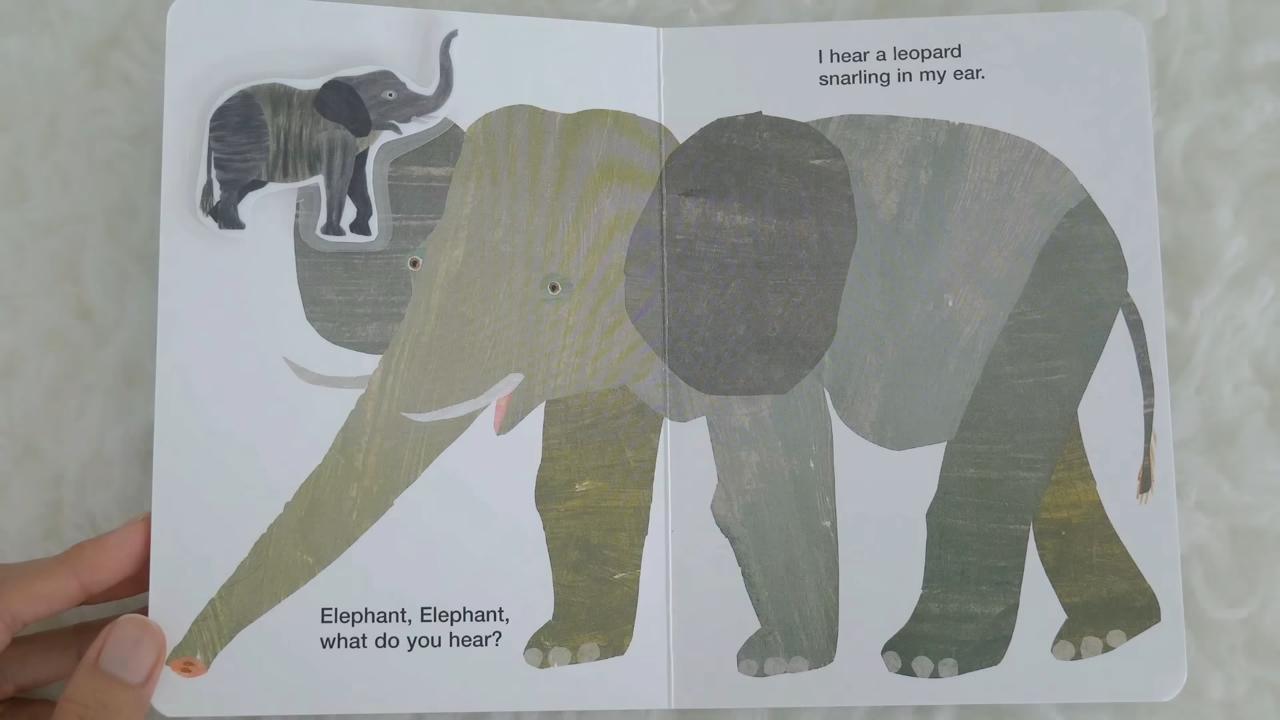 Elephant, Elephant,
what do you hear?
I hear a leopard
snarling in my ear.